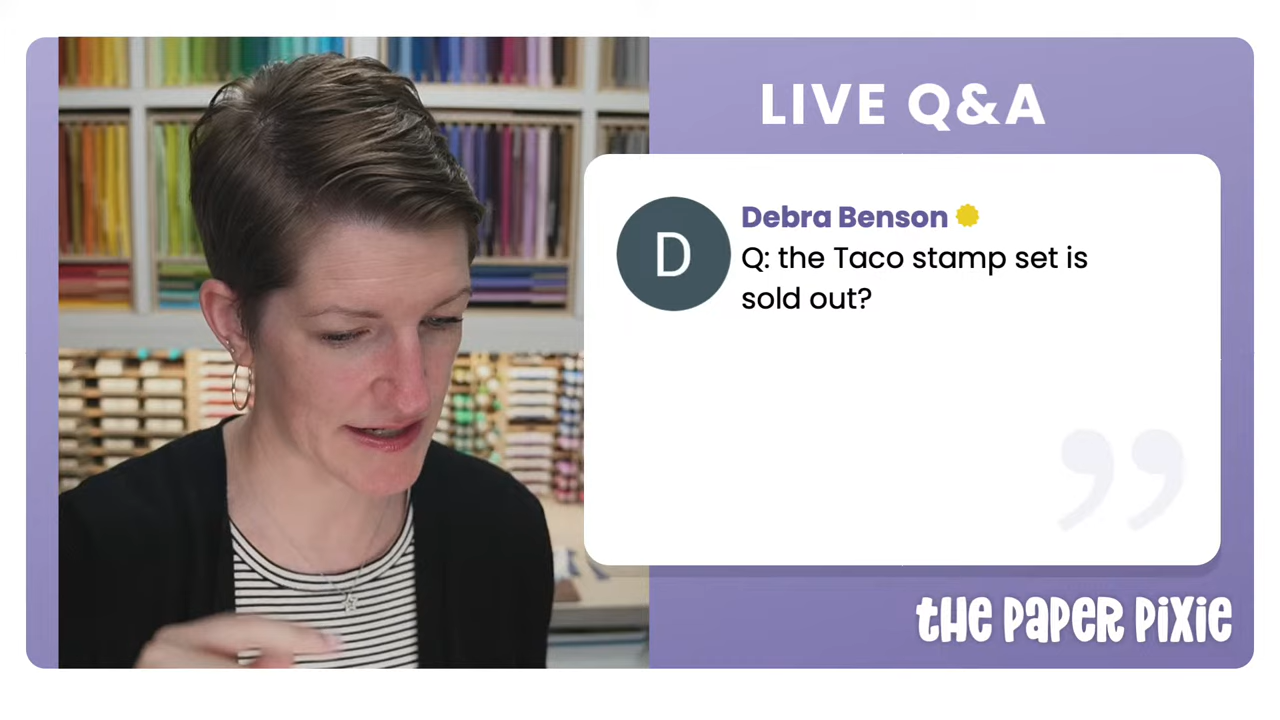 LIVE Q&A
D
Debra Benson
Q: the Taco stamp set is
sold out?
the PAPER PiXiE